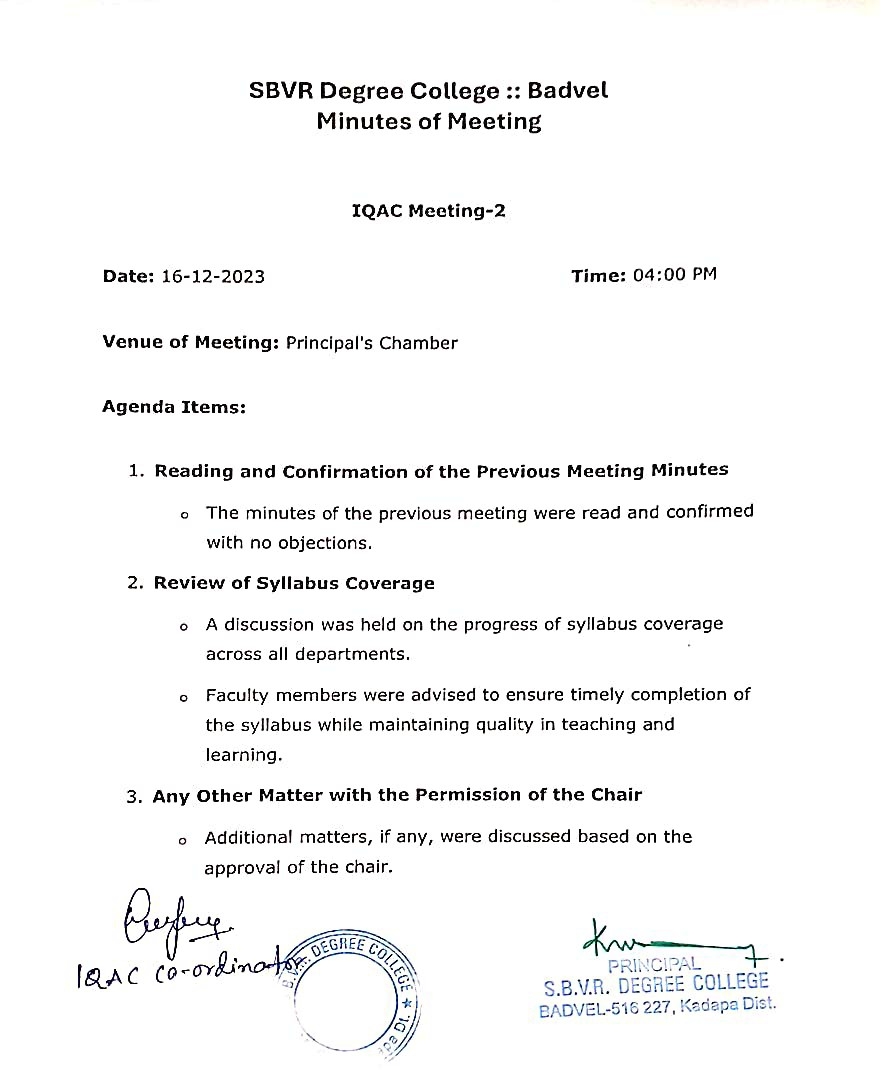 SBVR Degree College :: Badvel
Minutes of Meeting
IQAC Meeting-2
Date: 16-12-2023 Time: 04:00 PM
Venue of Meeting: Principal's Chamber
Agenda Items:
1. Reading and Confirmation of the Previous Meeting Minutes
o The minutes of the previous meeting were read and confirmed
with no objections.
2. Review of Syllabus Coverage
o A discussion was held on the progress of syllabus coverage
across all departments.
o Faculty members were advised to ensure timely completion of
the syllabus while maintaining quality in teaching and
learning.
3. Any Other Matter with the Permission of the Chair
o Additional matters, if any, were discussed based on the
approval of the chair.
IQAC Co-ordinator
DEGREE COLLEGE ★
PRINCIPAL
S.B.V.R. DEGREE COLLEGE
BADVEL-516 227, Kadapa Dist.